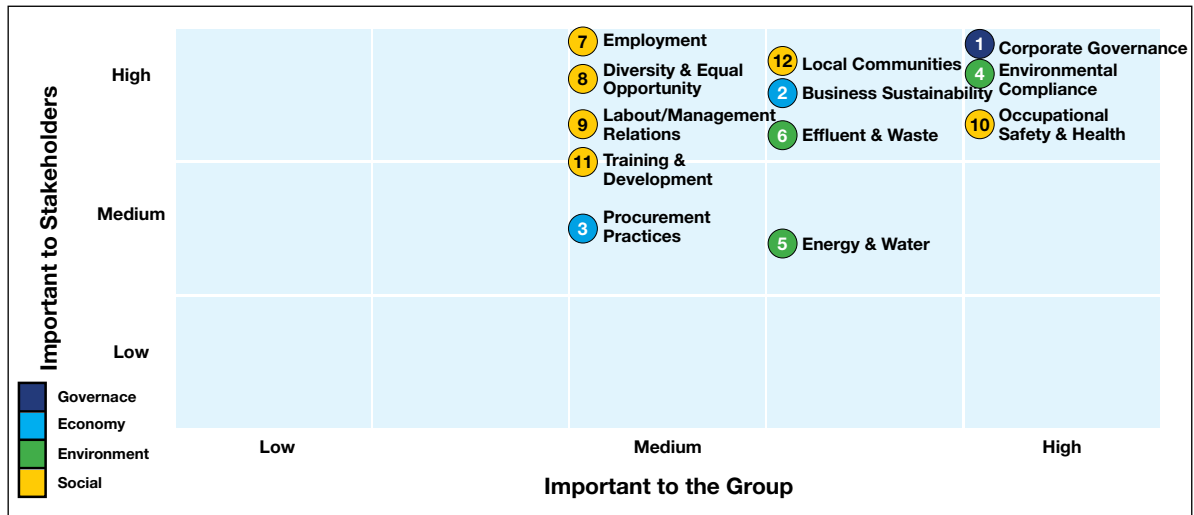 Important to Stakeholders
High
Medium
Low
7 Employment
8 Diversity & Equal
Opportunity
9 Labout/Management
Relations
11 Training &
Development
3 Procurement
Practices
12 Local Communities
2 Business Sustainability
6 Effluent & Waste
5 Energy & Water
1 Corporate Governance
4 Environmental
Compliance
10 Occupational
Safety & Health
Governace
Economy
Environment
Social
Low
Medium
High
Important to the Group